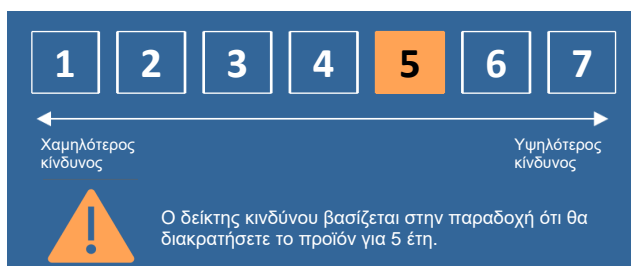 1 2 3 4 5 6 7
Χαμηλότερος Υψηλότερος
κίνδυνος κίνδυνος
Ο δείκτης κινδύνου βασίζεται στην παραδοχή ότι θα
διακρατήσετε το προϊόν για 5 έτη.